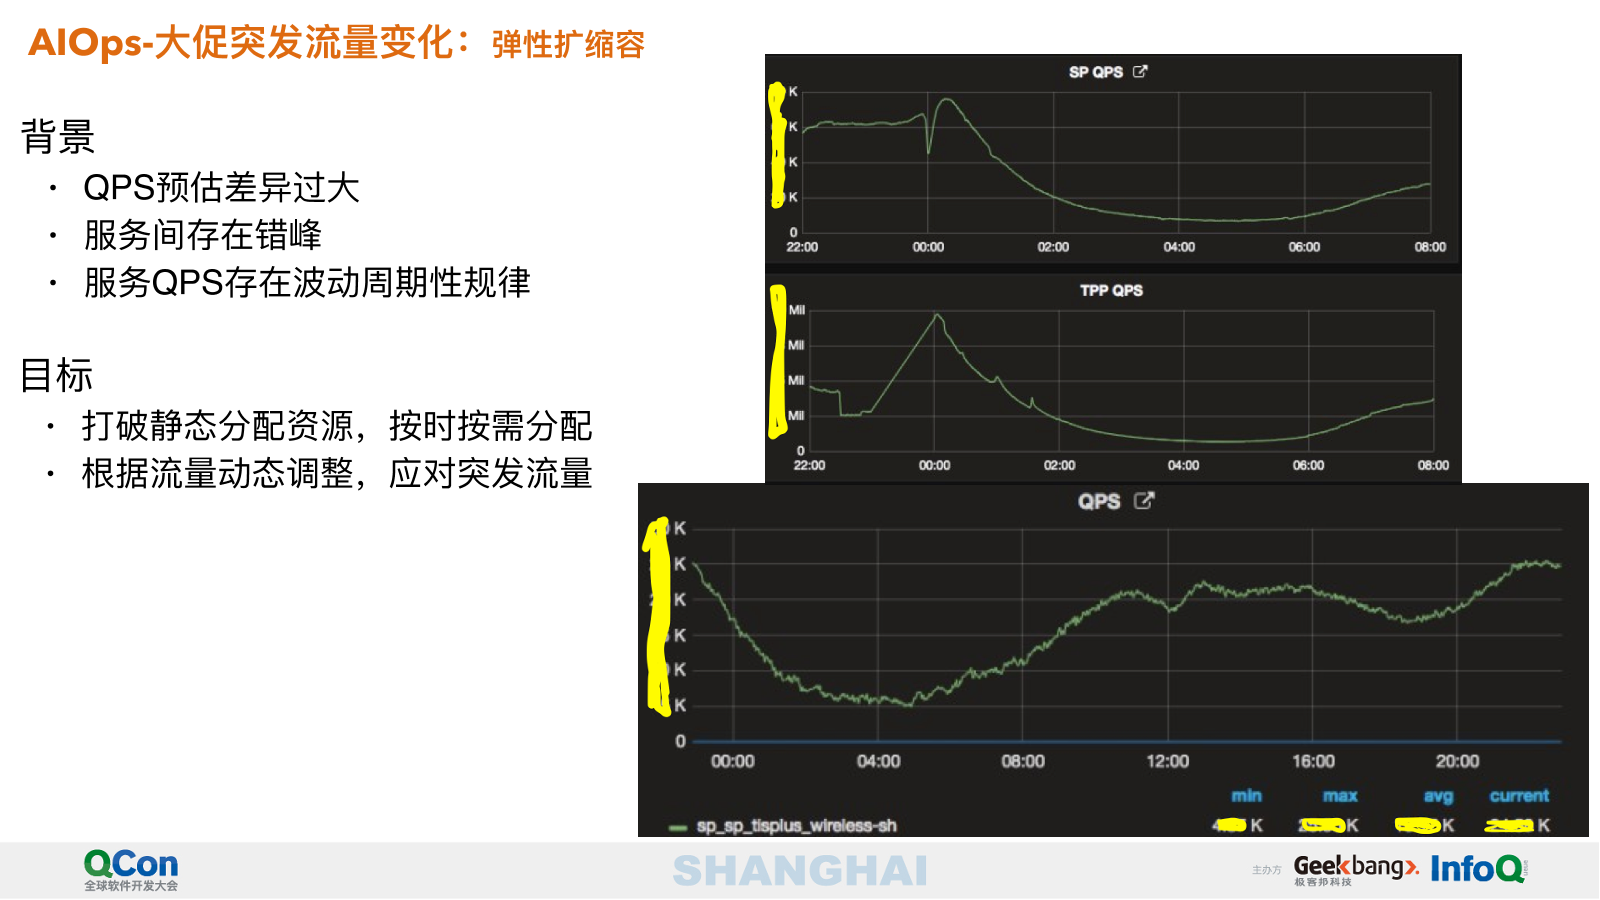 AIOps-大促突发流量变化：弹性扩缩容
背景
· QPS预估差异过大
· 服务间存在错峰
· 服务QPS存在波动周期性规律
目标
· 打破静态分配资源，按时按需分配
· 根据流量动态调整，应对突发流量
SP QPS
K
K
K
K
0
22:00 00:00 02:00 04:00 06:00 08:00
TPP QPS
Mil
Mil
Mil
Mil
0
22:00 00:00 02:00 04:00 06:00 08:00
QPS
K
K
K
K
K
K
0
00:00 04:00 08:00 12:00 16:00 20:00
min max avg current
sp_sp_tisplus_wireless-sh K K K K
QCon
全球软件开发大会
SHANGHAI
主办方
Geekbang>.
极客邦科技
InfoQ